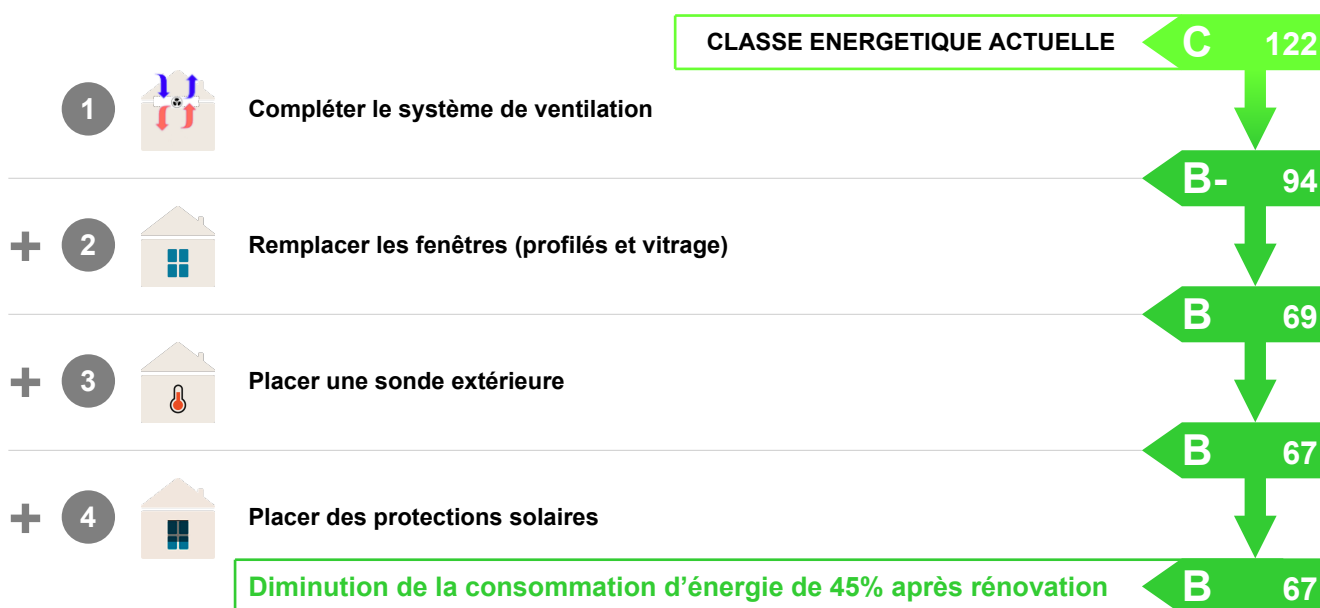 CLASSE ENERGETIQUE ACTUELLE C 122
1 Compléter le système de ventilation
B- 94
+ 2 Remplacer les fenêtres (profilés et vitrage)
B 69
+ 3 Placer une sonde extérieure
B 67
+ 4 Placer des protections solaires
Diminution de la consommation d’énergie de 45% après rénovation B 67